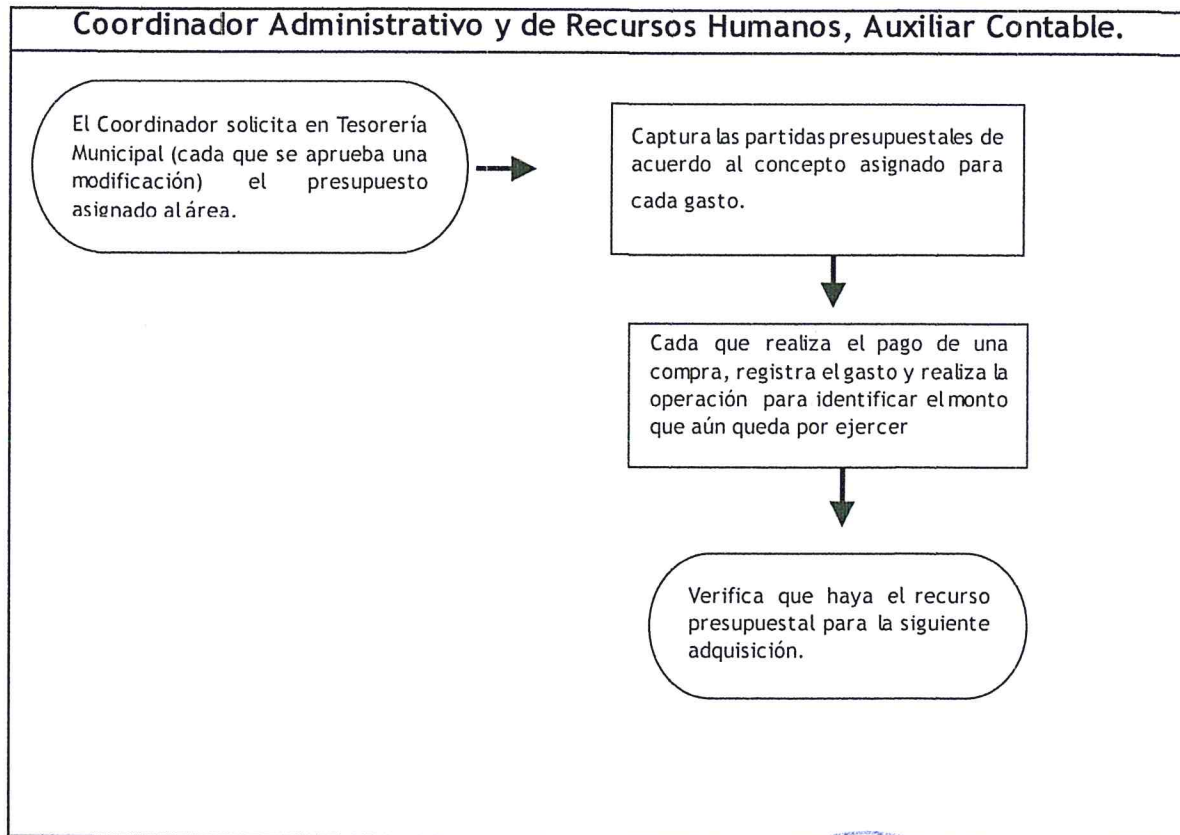 Coordinador Administrativo y de Recursos Humanos, Auxiliar Contable.
El Coordinador solicita en Tesorería
Municipal (cada que se aprueba una
modificación) el presupuesto
asignado al área.
Captura las partidas presupuestales de
acuerdo al concepto asignado para
cada gasto.
Cada que realiza el pago de una
compra, registra el gasto y realiza la
operación para identificar el monto
que aún queda por ejercer
Verifica que haya el recurso
presupuestal para la siguiente
adquisición.